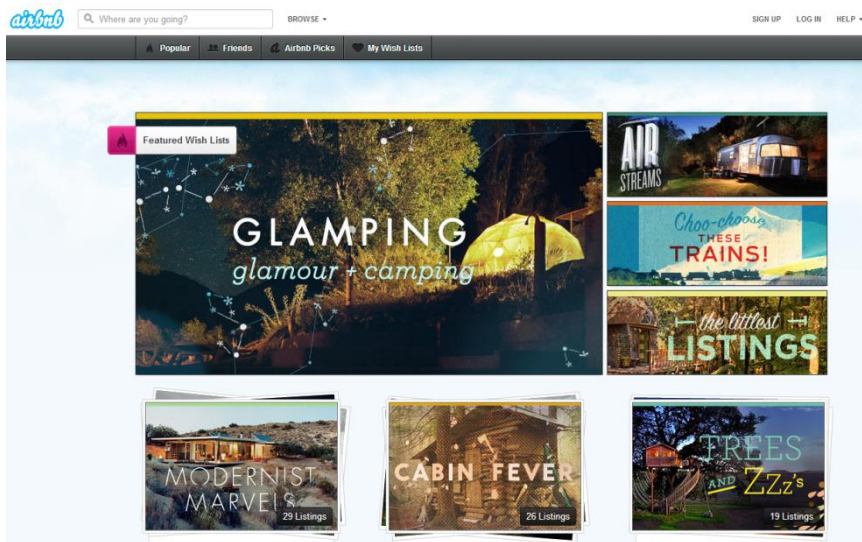 airbnb
Where are you going?
BROWSE
SIGN UP
LOG IN
HELP
Popular
Friends
Airbnb Picks
My Wish Lists
Featured Wish Lists
GLAMPING
glamour + camping
AIR
STREAMS
Choo-choose
THESE
TRAINS!
the littlest
LISTINGS
MODERNIST
MARVELS
29 Listings
CABIN FEVER
26 Listings
TREES
AND ZZz's
19 Listings